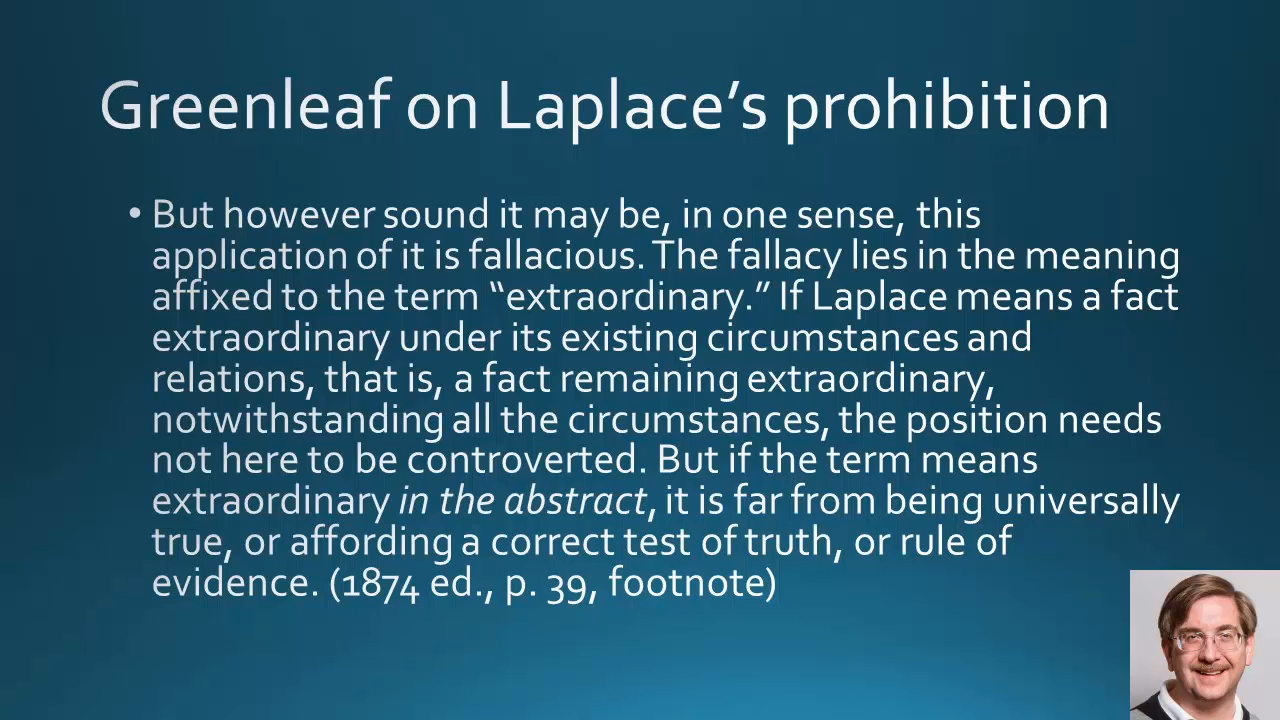 Greenleaf on Laplace’s prohibition
• But however sound it may be, in one sense, this
application of it is fallacious. The fallacy lies in the meaning
affixed to the term “extraordinary.” If Laplace means a fact
extraordinary under its existing circumstances and
relations, that is, a fact remaining extraordinary,
notwithstanding all the circumstances, the position needs
not here to be controverted. But if the term means
extraordinary in the abstract, it is far from being universally
true, or affording a correct test of truth, or rule of
evidence. (1874 ed., p. 39, footnote)